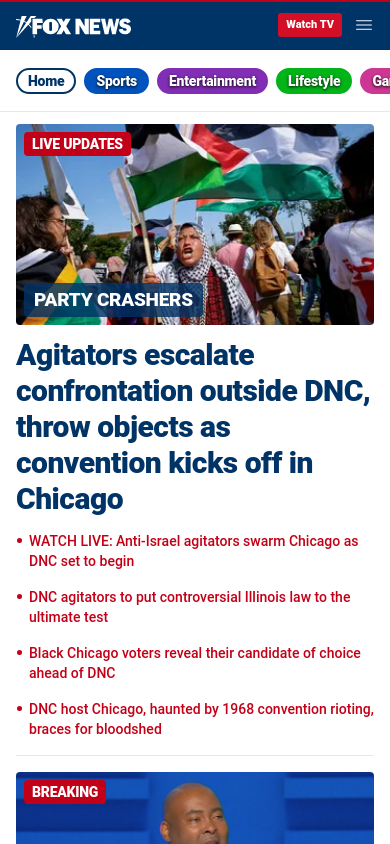 FOX NEWS
Watch TV
Home
Sports
Entertainment
Lifestyle
Ga
LIVE UPDATES
PARTY CRASHERS
Agitators escalate
confrontation outside DNC,
throw objects as
convention kicks off in
Chicago
• WATCH LIVE: Anti-Israel agitators swarm Chicago as
DNC set to begin
• DNC agitators to put controversial Illinois law to the
ultimate test
• Black Chicago voters reveal their candidate of choice
ahead of DNC
• DNC host Chicago, haunted by 1968 convention rioting,
braces for bloodshed
BREAKING